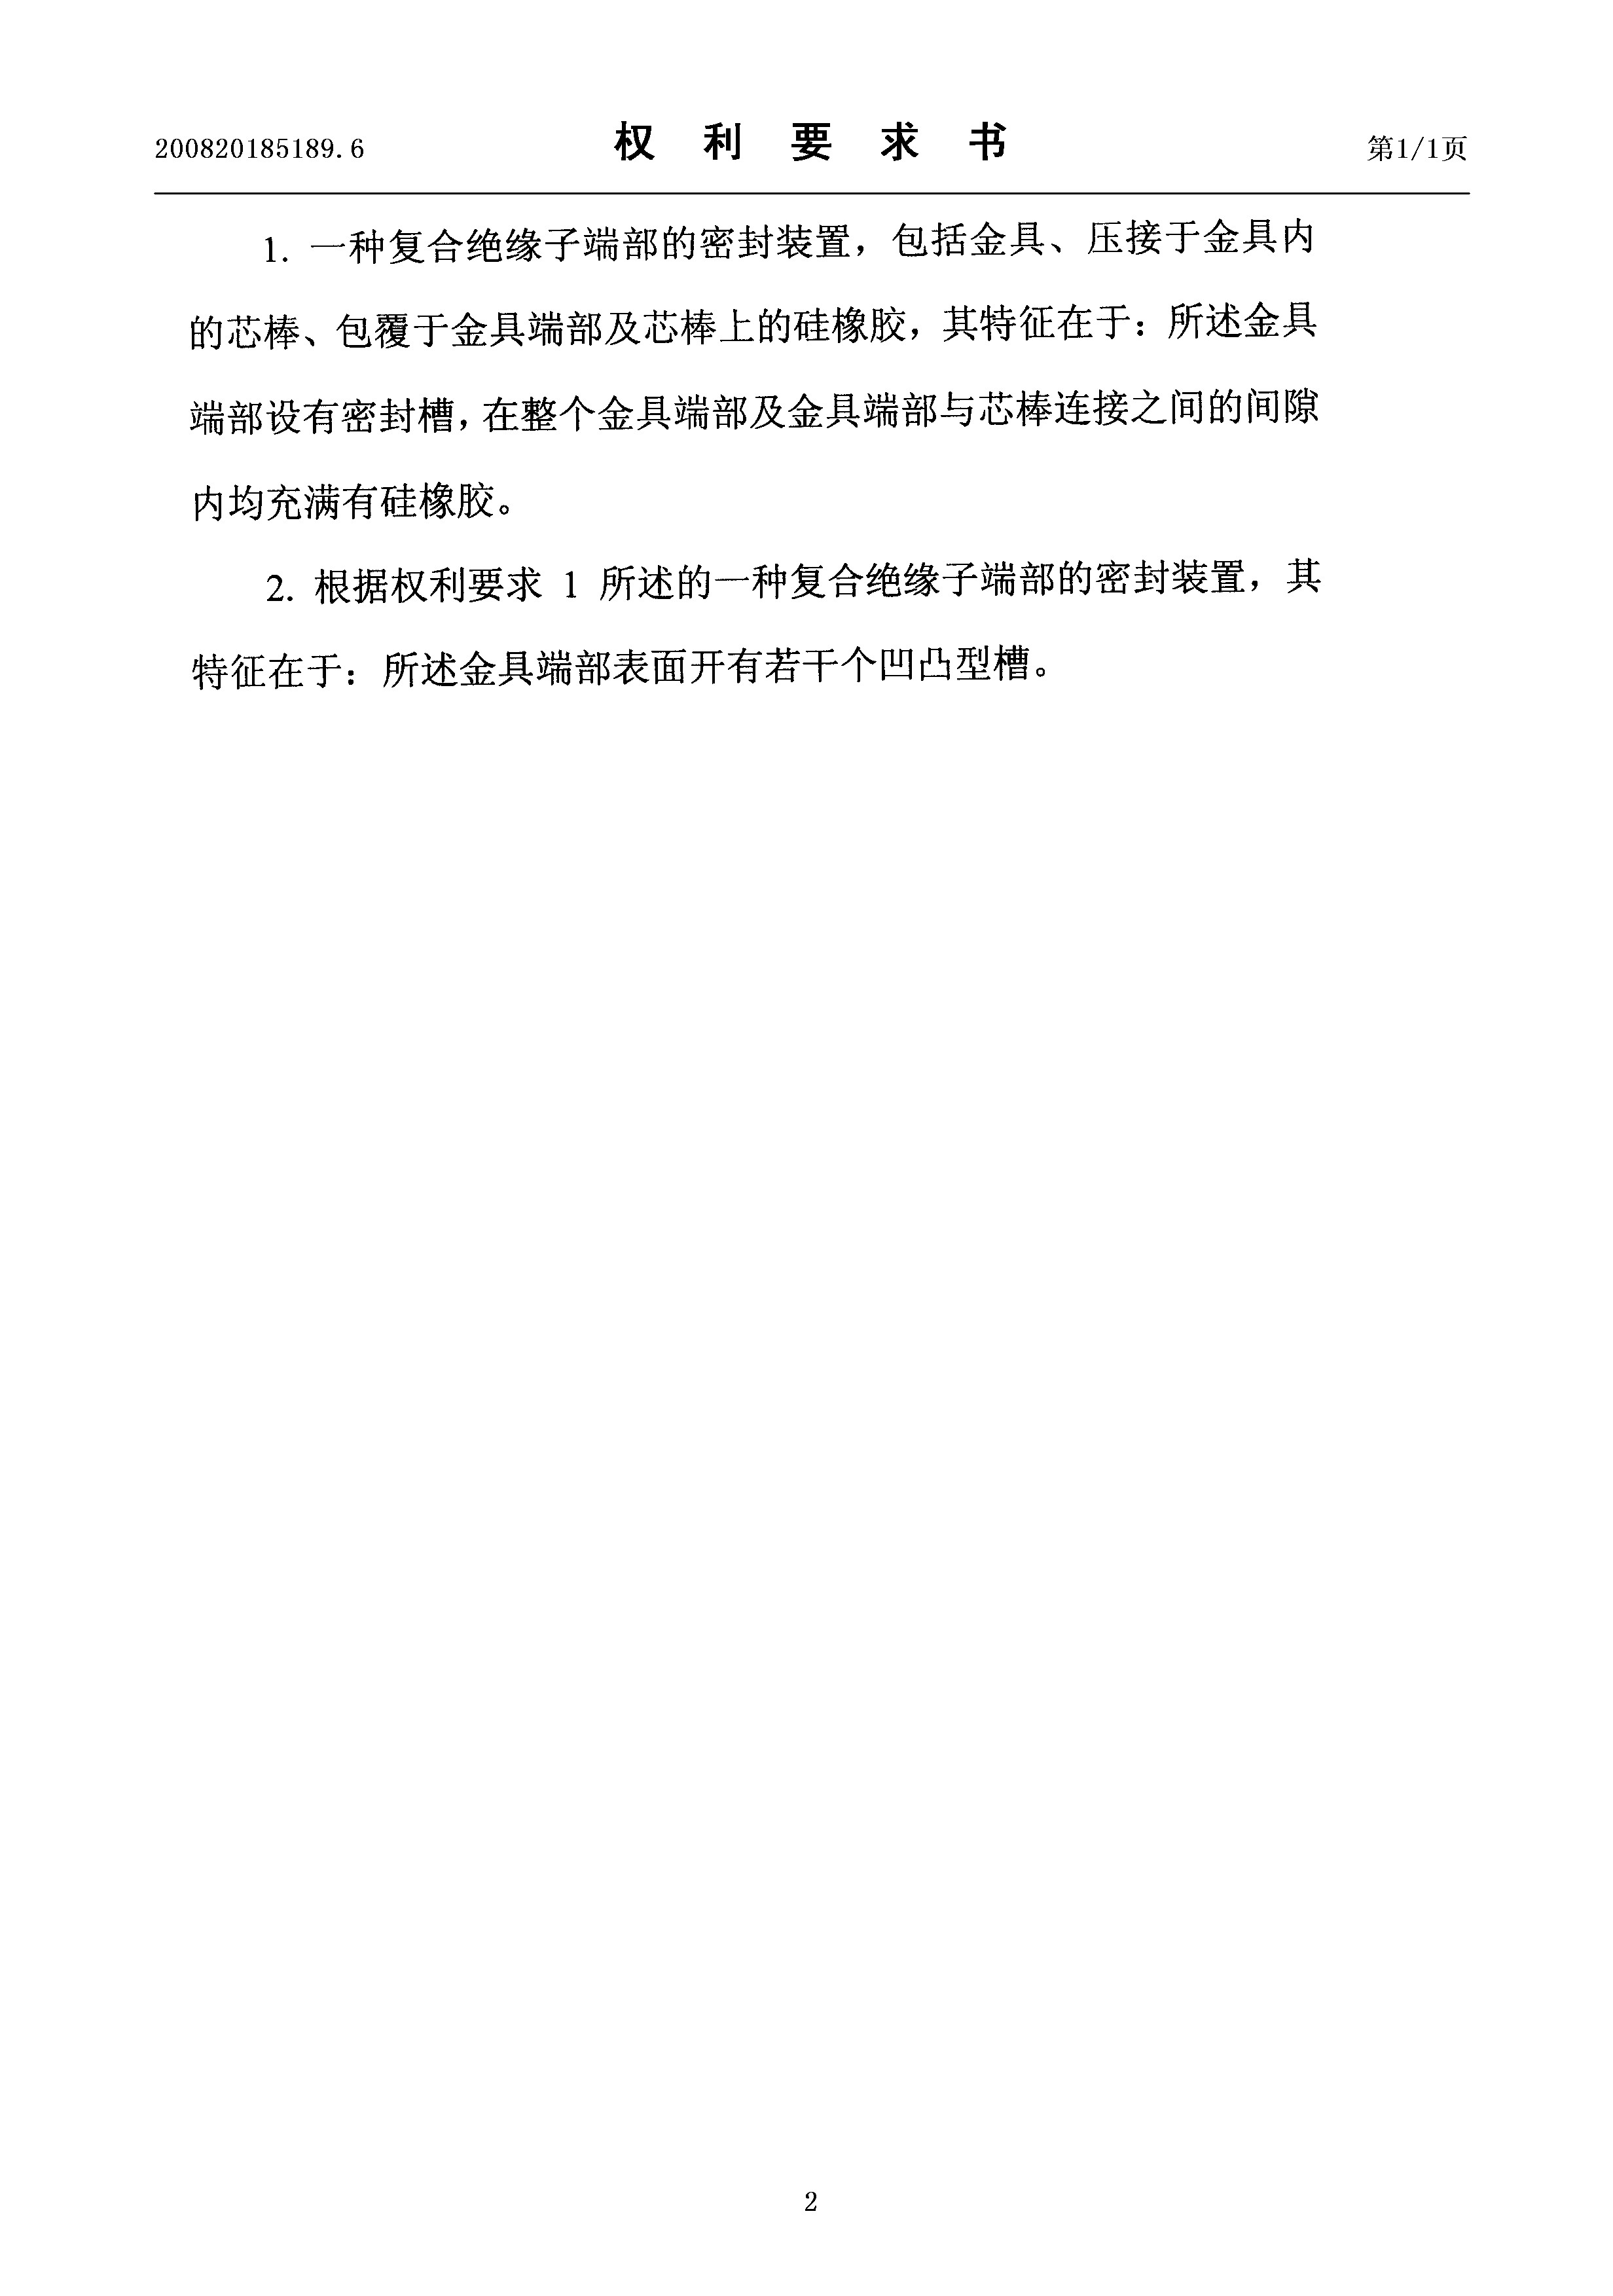 200820185189.6 权利要求书 第1/1页
1. 一种复合绝缘子端部的密封装置，包括金具、压接于金具内
的芯棒、包覆于金具端部及芯棒上的硅橡胶，其特征在于：所述金具
端部设有密封槽，在整个金具端部及金具端部与芯棒连接之间的间隙
内均充满有硅橡胶。
2. 根据权利要求 1 所述的一种复合绝缘子端部的密封装置，其
特征在于：所述金具端部表面开有若干个凹凸型槽。
2